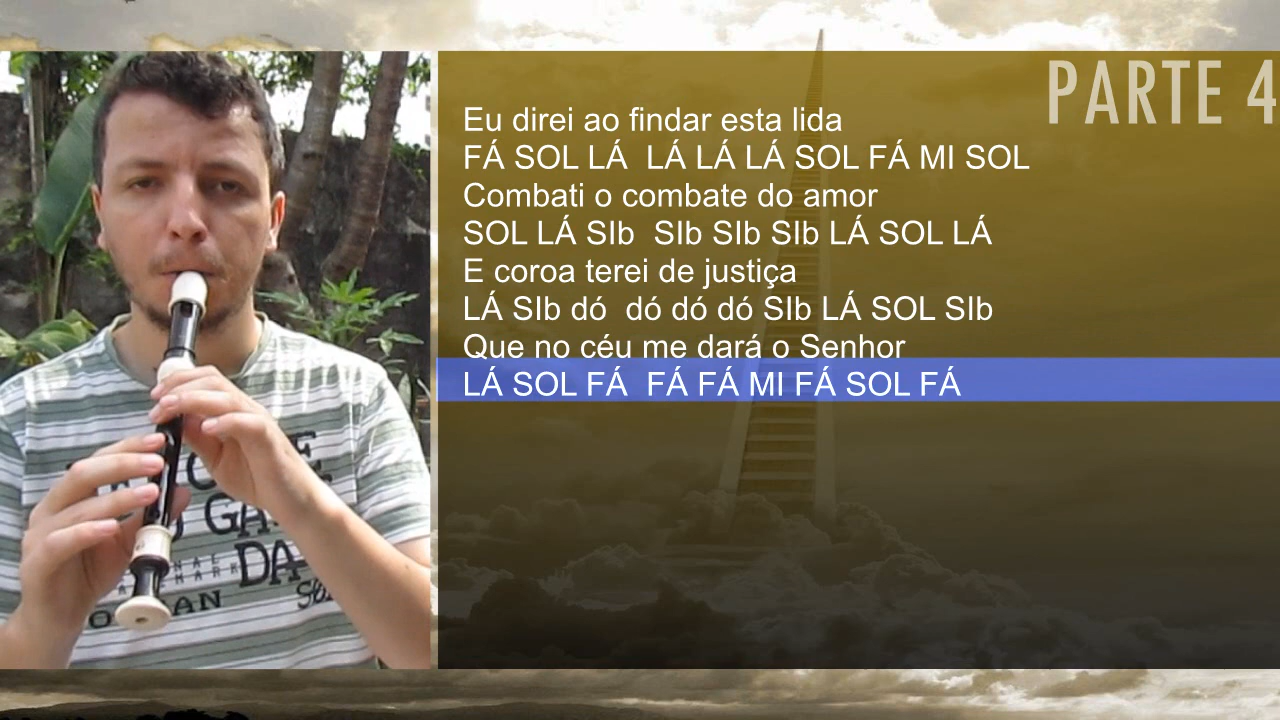 PARTE 4
Eu direi ao findar esta lida
FÁ SOL LÁ  LÁ LÁ LÁ SOL FÁ MI SOL
Combati o combate do amor
SOL LÁ SIb  SIb SIb SIb LÁ SOL LÁ
E coroa terei de justiça
LÁ SIb dó  dó dó dó SIb LÁ SOL SIb
Que no céu me dará o Senhor
LÁ SOL FÁ  FÁ FÁ MI FÁ SOL FÁ
DA